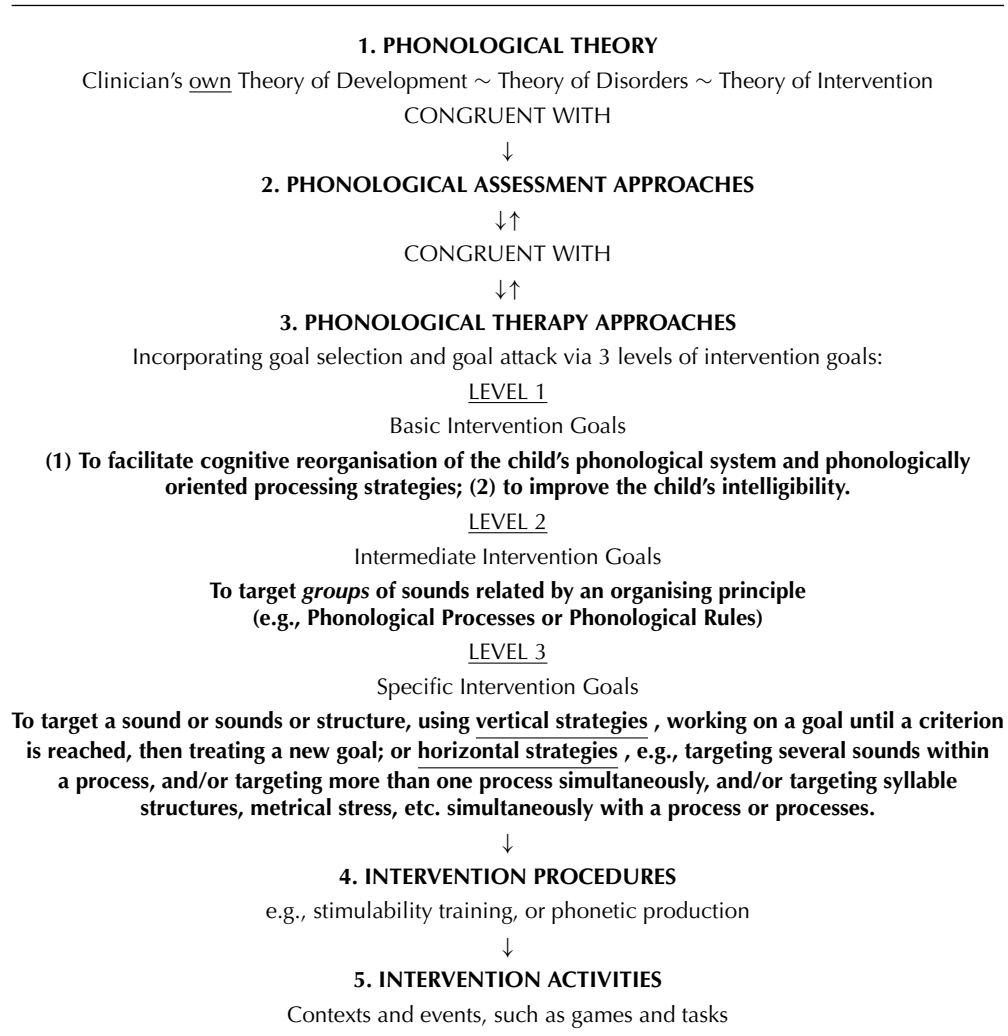 1. PHONOLOGICAL THEORY
Clinician's own Theory of Development ~ Theory of Disorders ~ Theory of Intervention
CONGRUENT WITH
↓
2. PHONOLOGICAL ASSESSMENT APPROACHES
↓↑
CONGRUENT WITH
↓↑
3. PHONOLOGICAL THERAPY APPROACHES
Incorporating goal selection and goal attack via 3 levels of intervention goals:
LEVEL 1
Basic Intervention Goals
(1) To facilitate cognitive reorganisation of the child's phonological system and phonologically
oriented processing strategies; (2) to improve the child's intelligibility.
LEVEL 2
Intermediate Intervention Goals
To target groups of sounds related by an organising principle
(e.g., Phonological Processes or Phonological Rules)
LEVEL 3
Specific Intervention Goals
To target a sound or sounds or structure, using vertical strategies , working on a goal until a criterion
is reached, then treating a new goal; or horizontal strategies , e.g., targeting several sounds within
a process, and/or targeting more than one process simultaneously, and/or targeting syllable
structures, metrical stress, etc. simultaneously with a process or processes.
↓
4. INTERVENTION PROCEDURES
e.g., stimulability training, or phonetic production
↓
5. INTERVENTION ACTIVITIES
Contexts and events, such as games and tasks